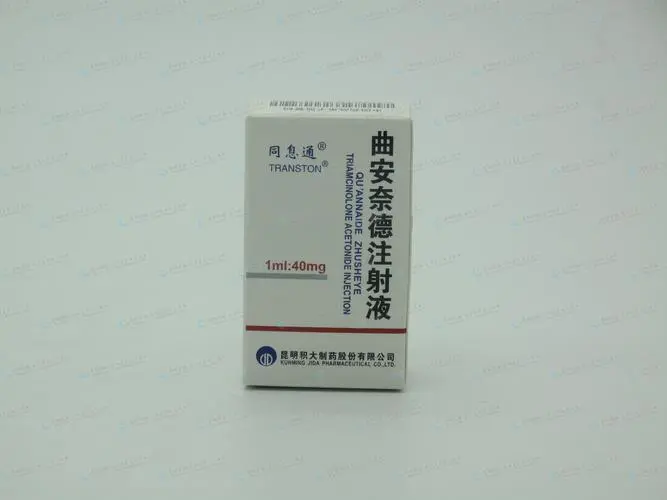 同息通®
TRANSTON®
1ml:40mg
曲安奈德注射液
QU'ANNAIDE ZHUSHEYE
TRIAMCINOLONE ACETONIDE INJECTION
昆明积大制药股份有限公司
KUNMING JIDA PHARMACEUTICAL CO.,LTD.